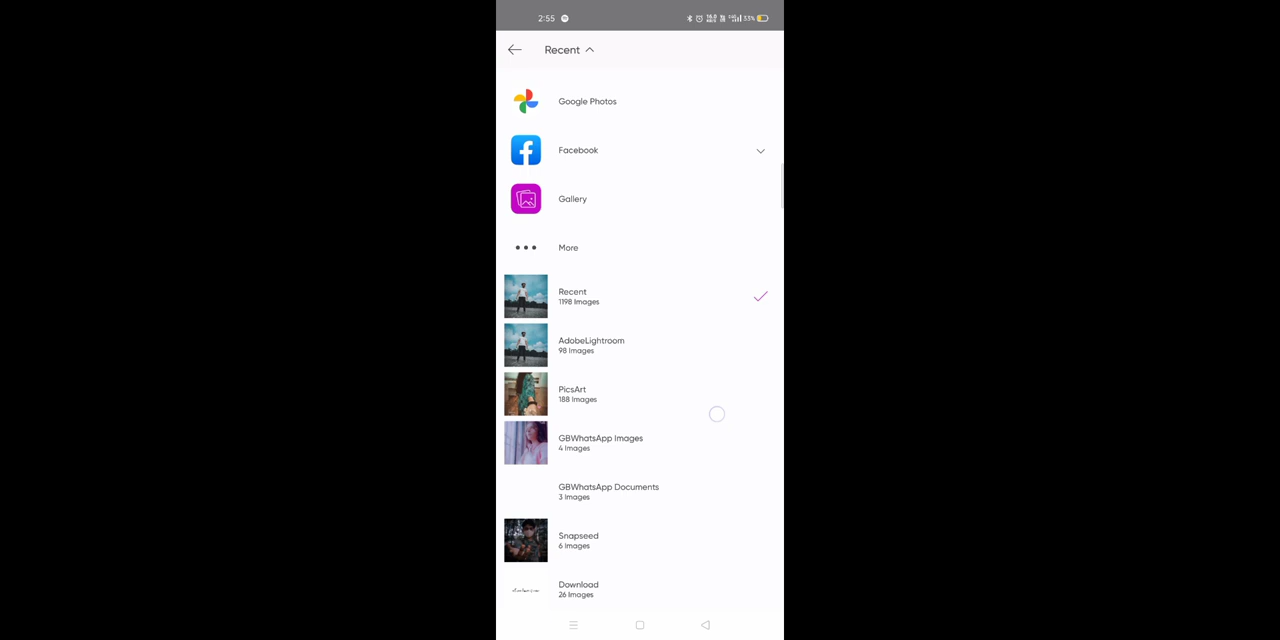 2:55
33%
Recent
Google Photos
Facebook
Gallery
More
Recent
1198 Images
AdobeLightroom
98 Images
PicsArt
188 Images
GBWhatsApp Images
4 Images
GBWhatsApp Documents
3 Images
Snapseed
6 Images
Download
26 Images